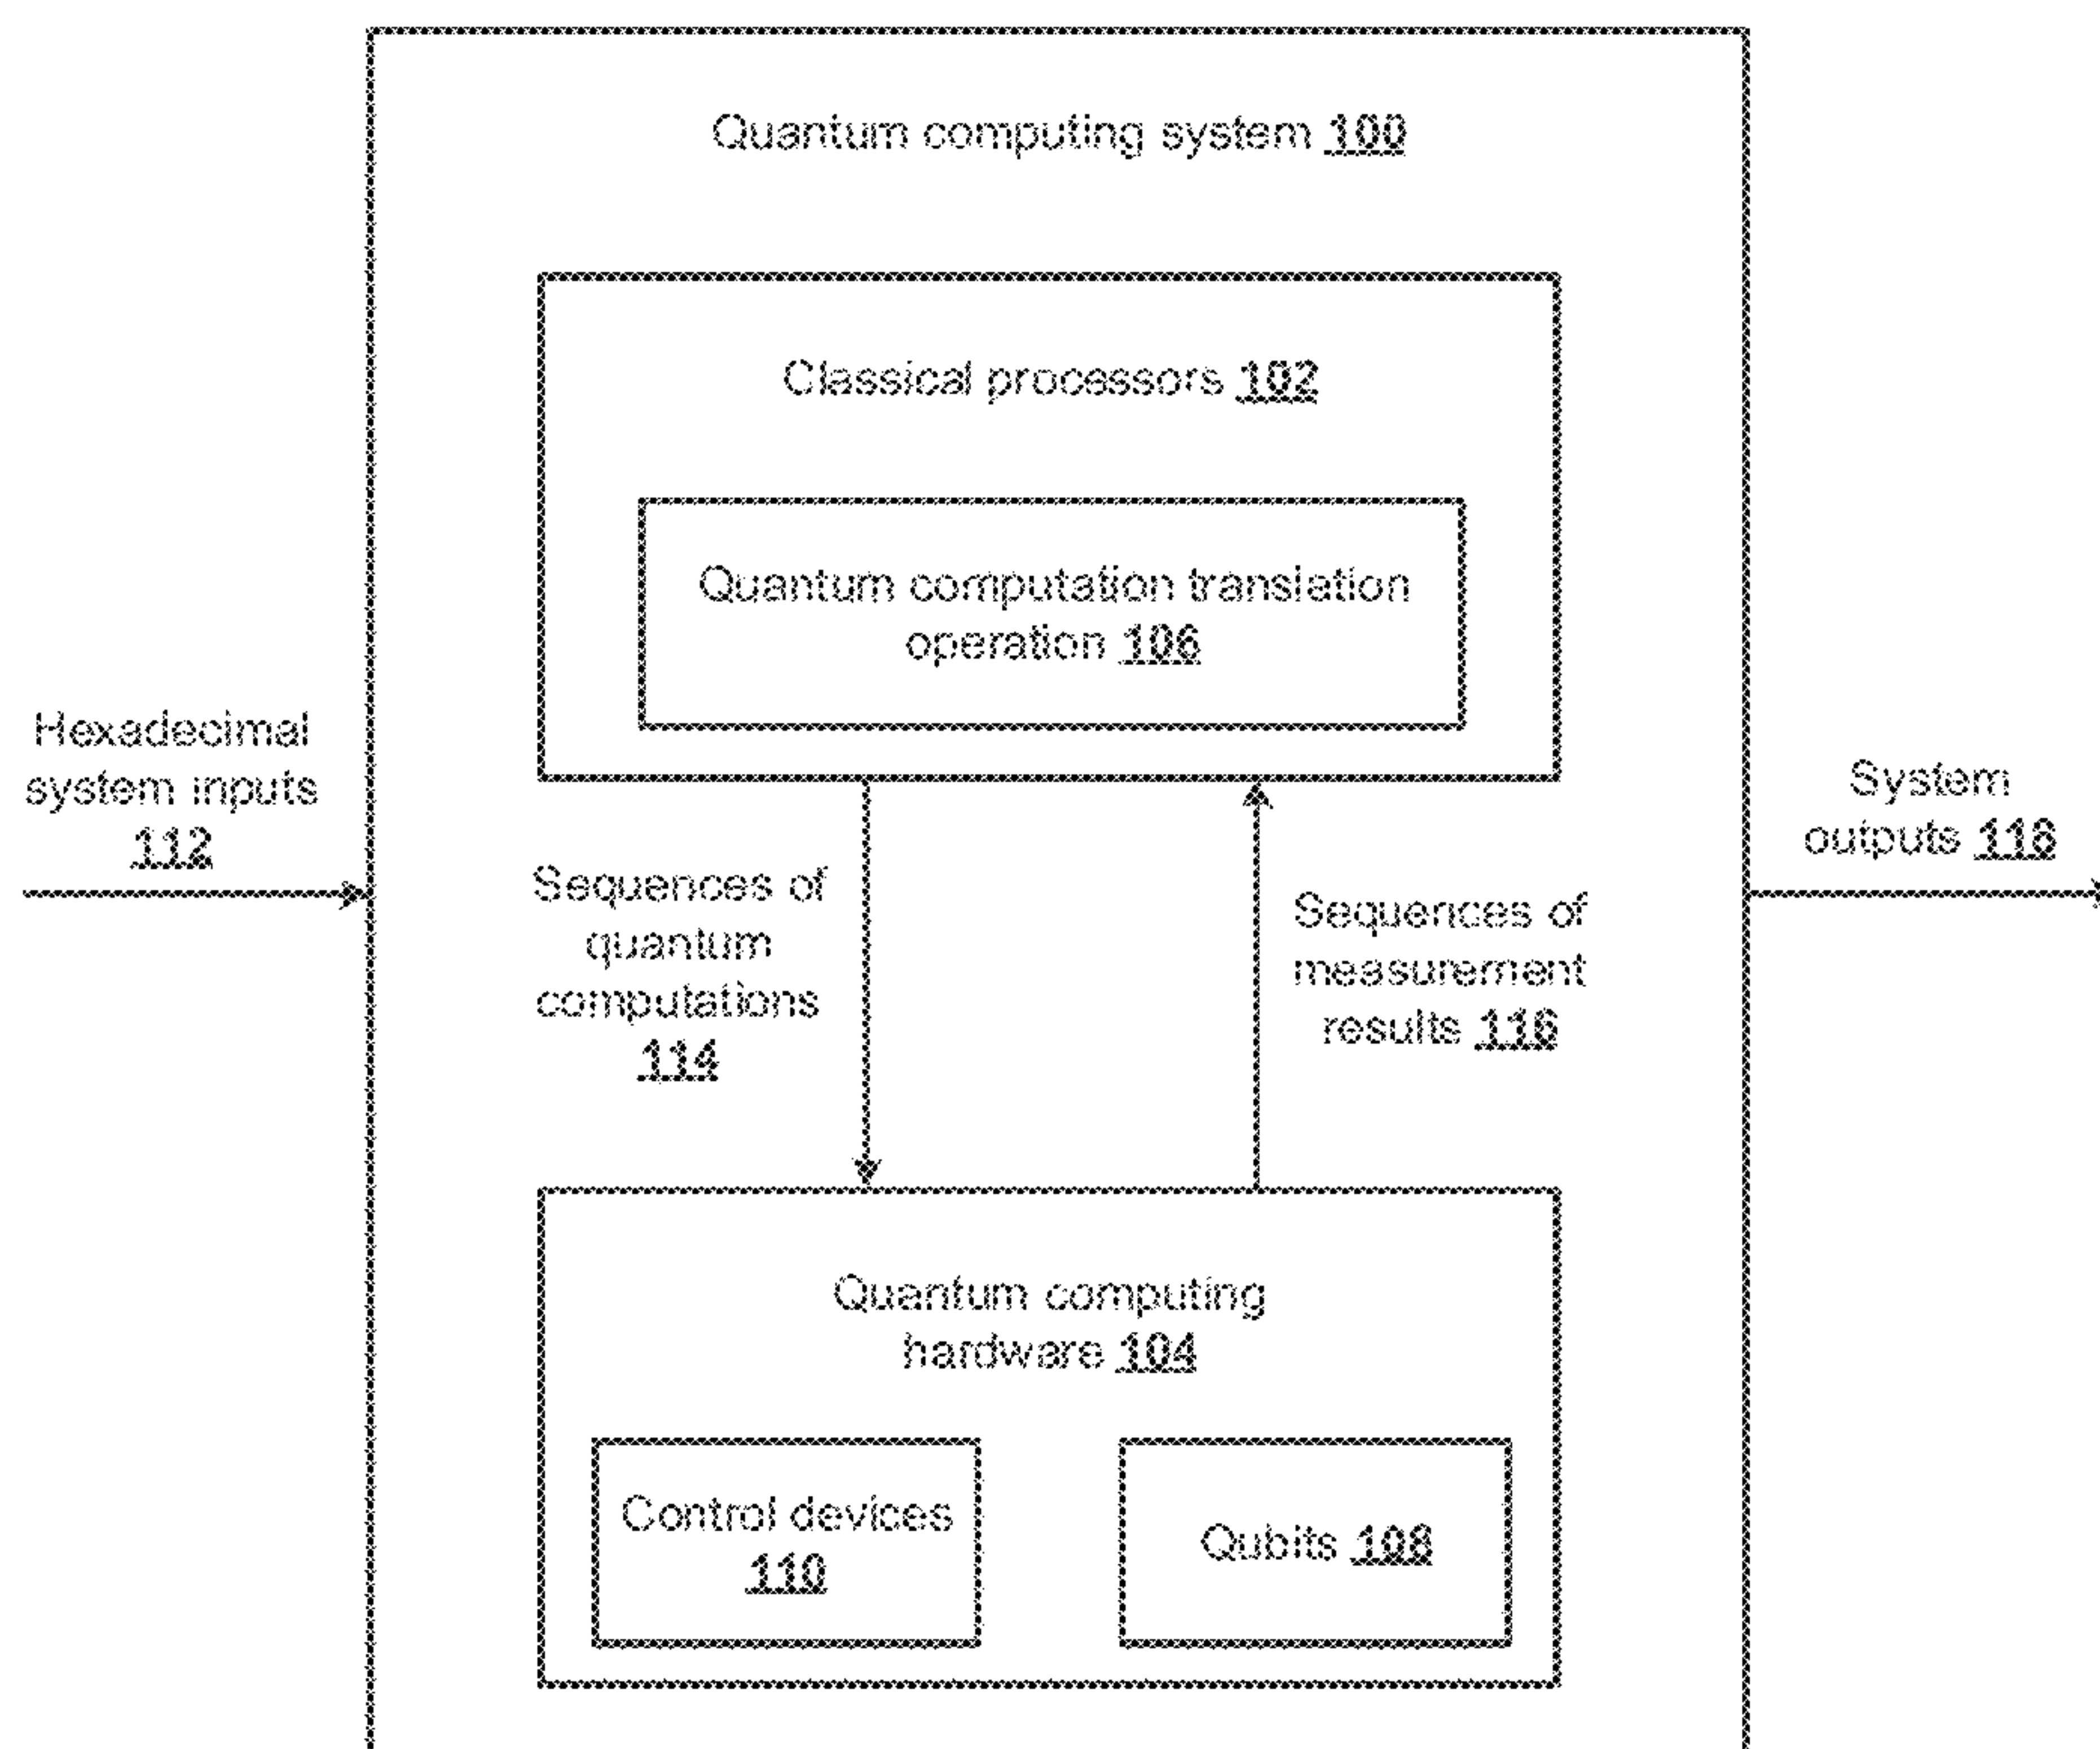 Quantum computing system 100
Classical processors 102
Quantum computation translation
operation 106
Hexadecimal
system inputs
112
System
outputs 118
Sequences of
quantum
computations
114
Sequences of
measurement
results 116
Quantum computing
hardware 104
Control devices
110
Qubits 108